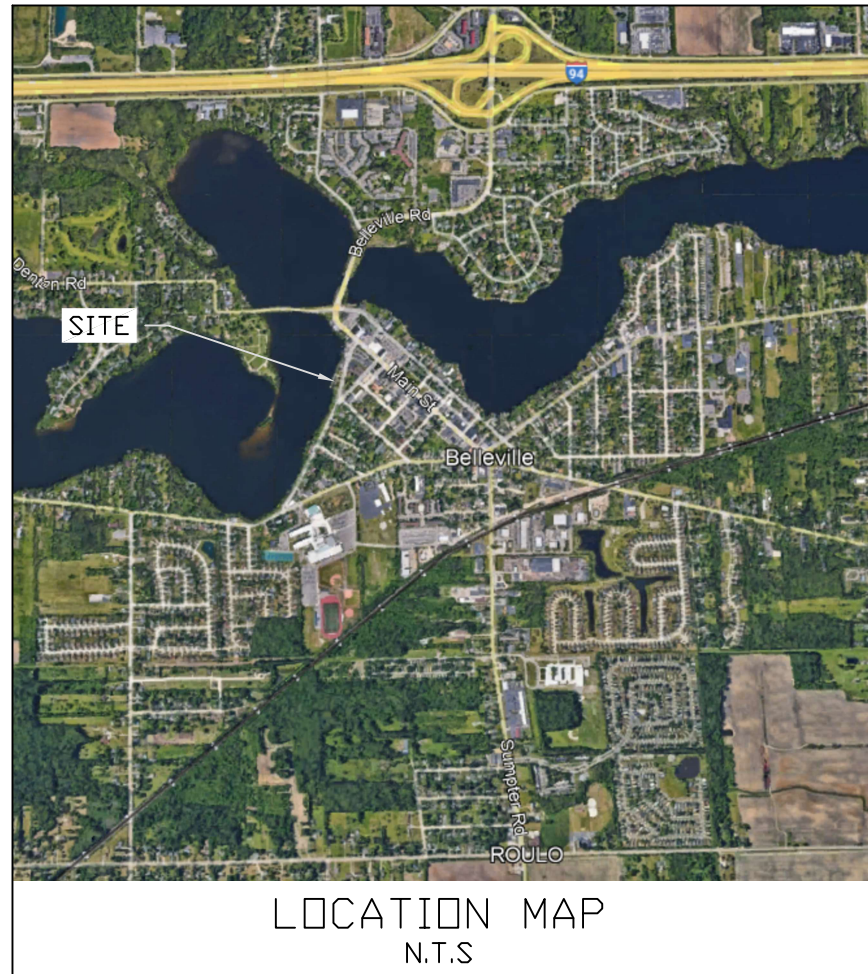 94
Belleville Rd
Denton Rd
SITE
Main St
Belleville
Sumpter Rd
ROULO
LOCATION MAP
N.T.S